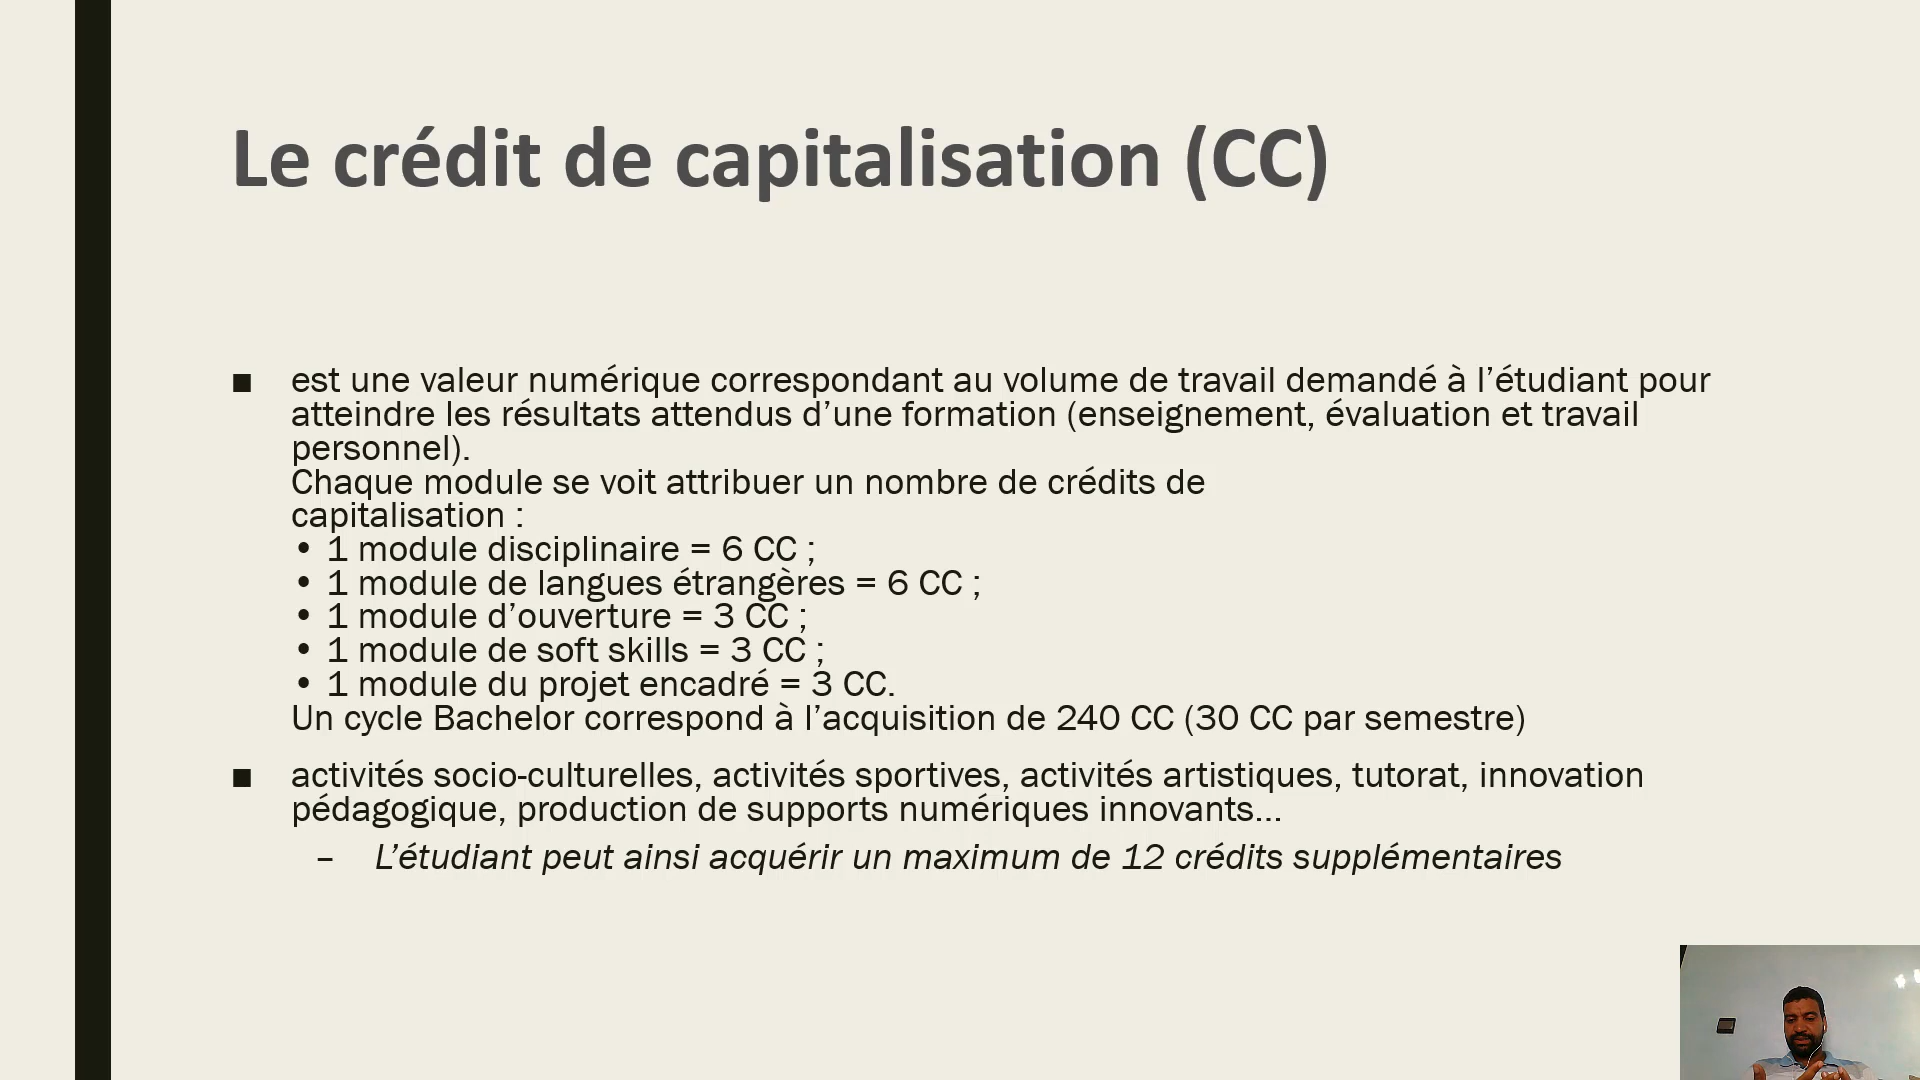 Le crédit de capitalisation (CC)
■ est une valeur numérique correspondant au volume de travail demandé à l’étudiant pour
atteindre les résultats attendus d’une formation (enseignement, évaluation et travail
personnel).
Chaque module se voit attribuer un nombre de crédits de
capitalisation :
• 1 module disciplinaire = 6 CC ;
• 1 module de langues étrangères = 6 CC ;
• 1 module d’ouverture = 3 CC ;
• 1 module de soft skills = 3 CC ;
• 1 module du projet encadré = 3 CC.
Un cycle Bachelor correspond à l’acquisition de 240 CC (30 CC par semestre)
■ activités socio-culturelles, activités sportives, activités artistiques, tutorat, innovation
pédagogique, production de supports numériques innovants...
– L’étudiant peut ainsi acquérir un maximum de 12 crédits supplémentaires